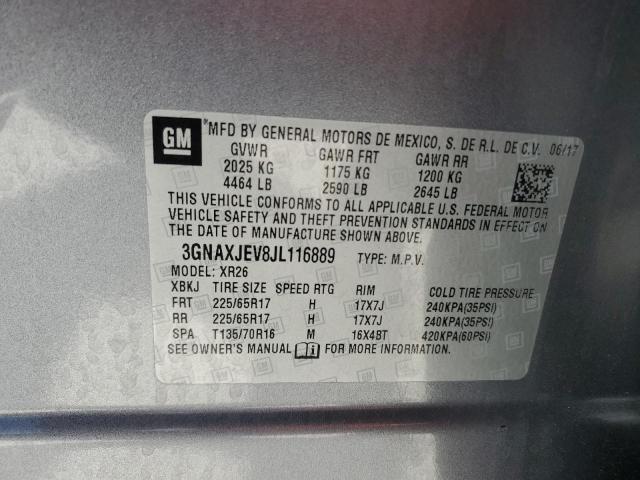 GM
*MFD BY GENERAL MOTORS DE MEXICO, S. DE R.L. DE C.V. 06/17
GVWR GAWR FRT GAWR RR
2025 KG 1175 KG 1200 KG
4464 LB 2590 LB 2645 LB
THIS VEHICLE CONFORMS TO ALL APPLICABLE U.S. FEDERAL MOTOR
VEHICLE SAFETY AND THEFT PREVENTION STANDARDS IN EFFECT ON
THE DATE OF MANUFACTURE SHOWN ABOVE.
3GNAXJEV8JL116889 TYPE: M.P.V.
MODEL: XR26
XBKJ TIRE SIZE SPEED RTG RIM COLD TIRE PRESSURE
FRT 225/65R17 H 17X7J 240KPA(35PSI)
RR 225/65R17 H 17X7J 240KPA(35PSI)
SPA T135/70R16 M 16X4BT 420KPA(60PSI)
SEE OWNER'S MANUAL FOR MORE INFORMATION.